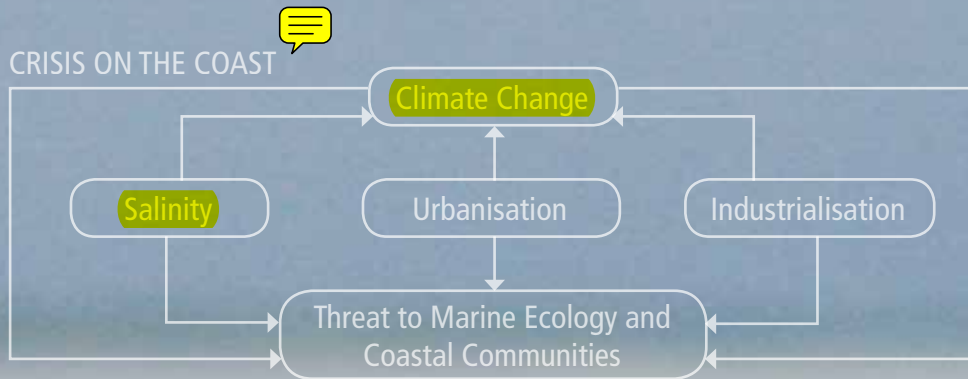 CRISIS ON THE COAST
Climate Change
Salinity
Urbanisation
Industrialisation
Threat to Marine Ecology and
Coastal Communities